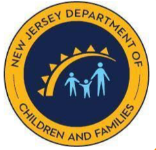 NEW JERSEY DEPARTMENT OF
CHILDREN AND FAMILIES